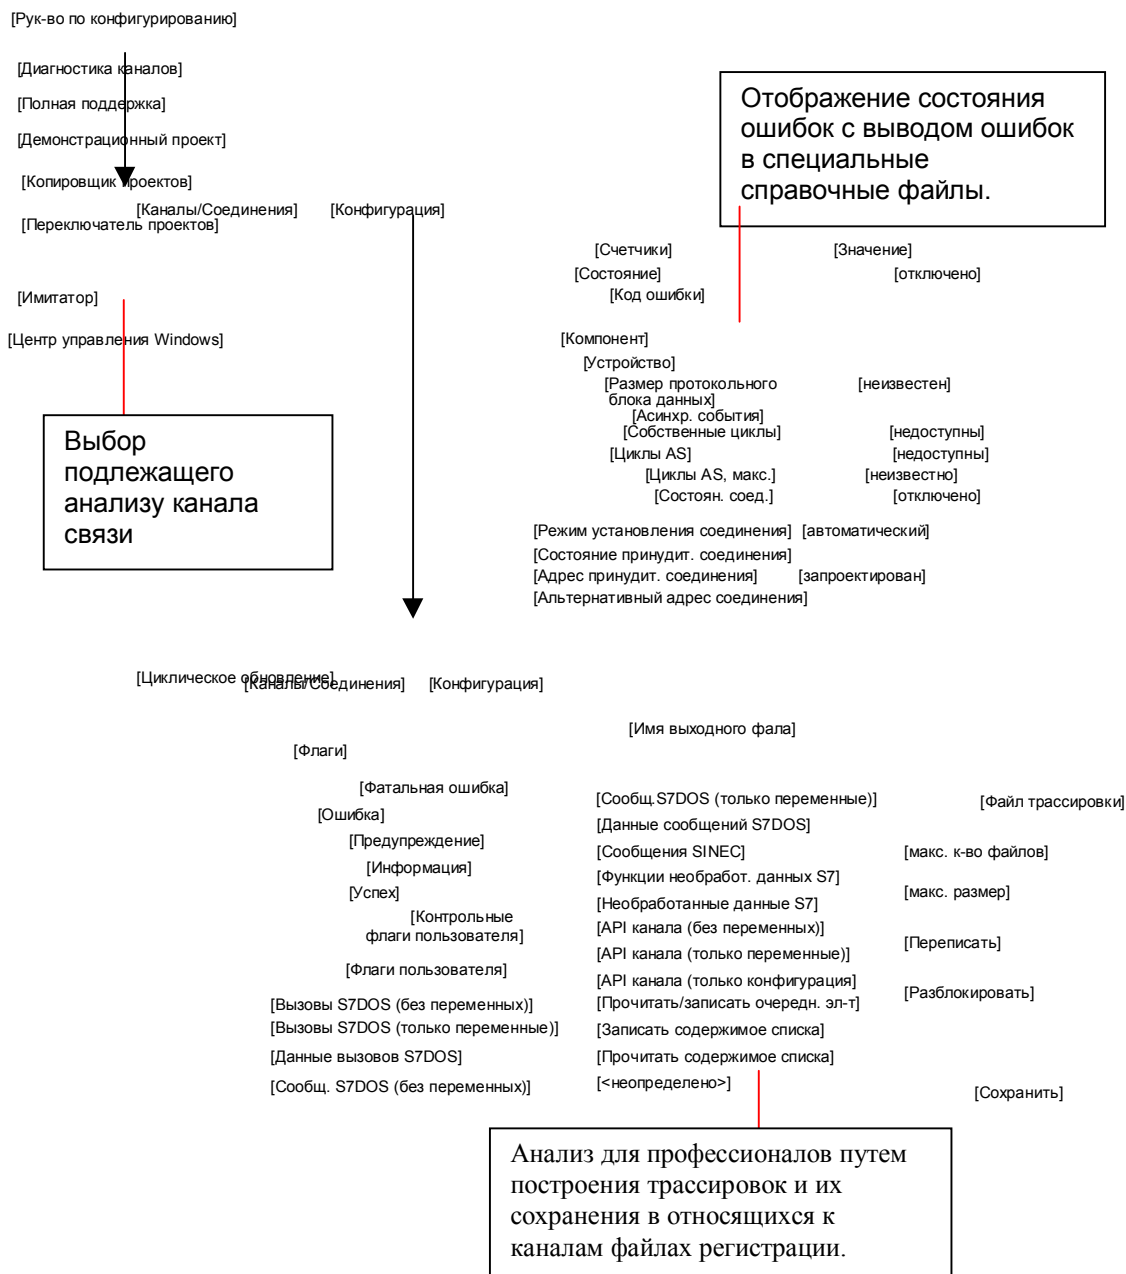 [Рук-во по конфигурированию]
[Диагностика каналов]
[Полная поддержка]
[Демонстрационный проект]
[Копировщик проектов]
[Каналы/Соединения] [Конфигурация]
[Переключатель проектов]
[Имитатор]
[Центр управления Windows]
Выбор
подлежащего
анализу канала
связи
Отображение состояния
ошибок с выводом ошибок
в специальные
справочные файлы.
[Счетчики] [Значение]
[Состояние] [отключено]
[Код ошибки]
[Компонент]
[Устройство]
[Размер протокольного [неизвестен]
блока данных]
[Асинхр. события]
[Собственные циклы] [недоступны]
[Циклы AS] [недоступны]
[Циклы AS, макс.] [неизвестно]
[Состоян. соед.] [отключено]
[Режим установления соединения] [автоматический]
[Состояние принудит. соединения]
[Адрес принудит. соединения] [запроектирован]
[Альтернативный адрес соединения]
[Циклическое обновление]
[Каналы/Соединения] [Конфигурация]
[Имя выходного фала]
[Флаги]
[Фатальная ошибка]
[Ошибка]
[Предупреждение]
[Информация]
[Успех]
[Контрольные
флаги пользователя]
[Флаги пользователя]
[Вызовы S7DOS (без переменных)]
[Вызовы S7DOS (только переменные)]
[Данные вызовов S7DOS]
[Сообщ. S7DOS (без переменных)]
[Сообщ.S7DOS (только переменные)]
[Данные сообщений S7DOS]
[Сообщения SINEC]
[Функции необработ. данных S7]
[Необработанные данные S7]
[API канала (без переменных)]
[API канала (только переменные)]
[API канала (только конфигурация]
[Прочитать/записать очередн. эл-т]
[Записать содержимое списка]
[Прочитать содержимое списка]
[<неопределено>]
[Файл трассировки]
[макс. к-во файлов]
[макс. размер]
[Переписать]
[Разблокировать]
[Сохранить]
Анализ для профессионалов путем
построения трассировок и их
сохранения в относящихся к
каналам файлах регистрации.